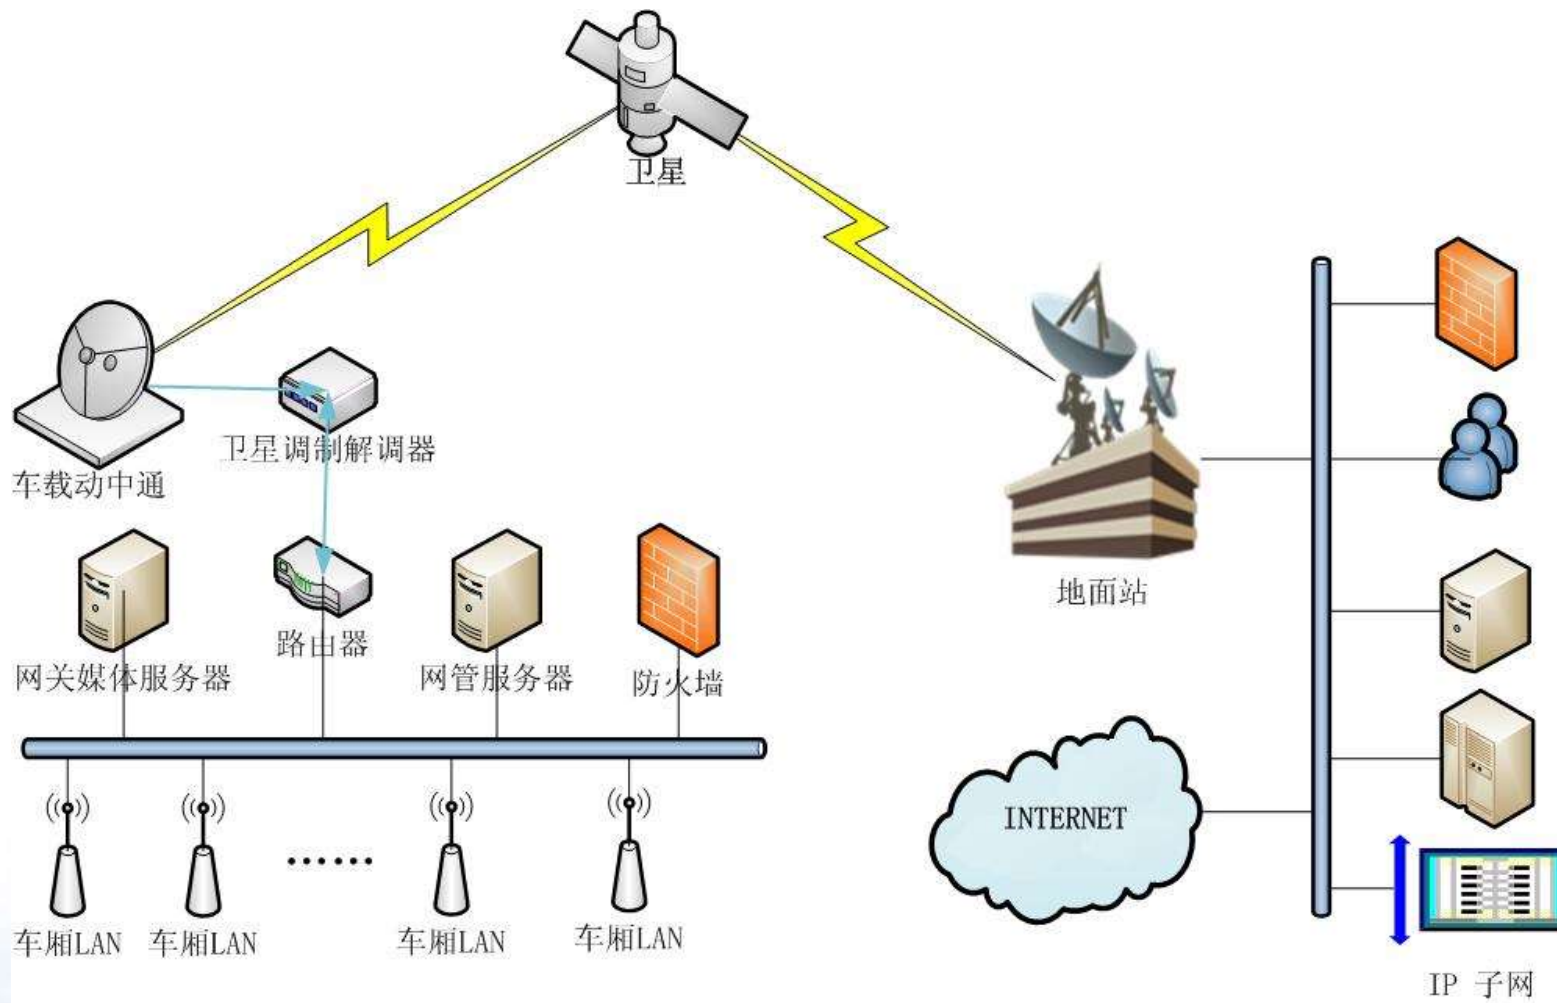 卫星
卫星调制解调器
车载动中通
地面站
路由器
网关媒体服务器
网管服务器
防火墙
INTERNET
车厢LAN
车厢LAN
......
车厢LAN
车厢LAN
IP 子网